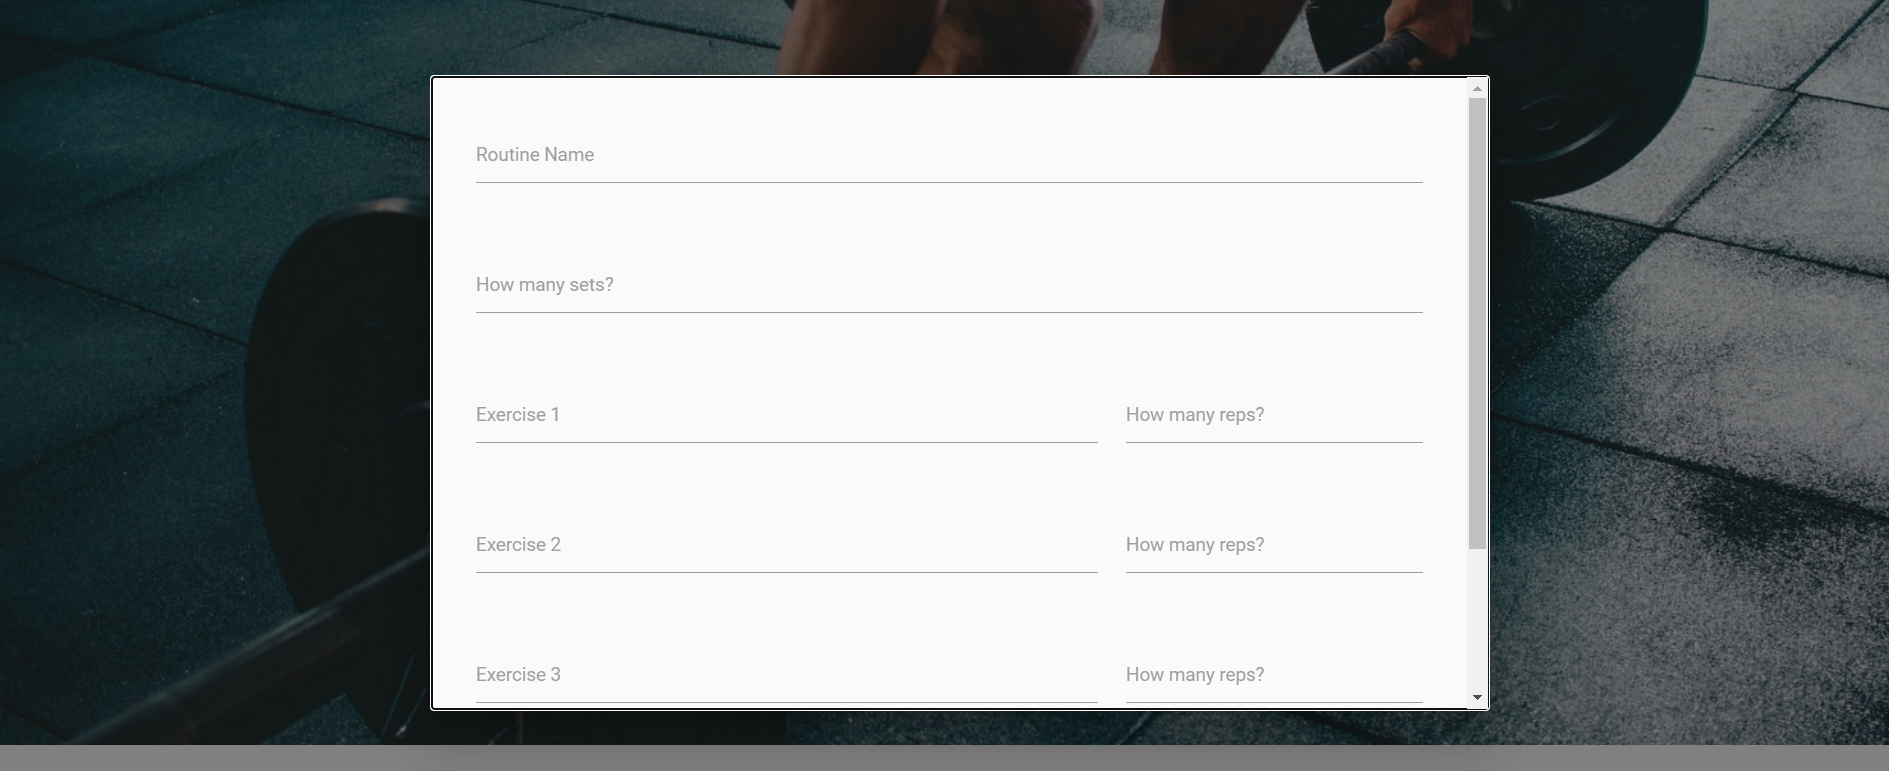 Routine Name
How many sets?
Exercise 1 How many reps?
Exercise 2 How many reps?
Exercise 3 How many reps?